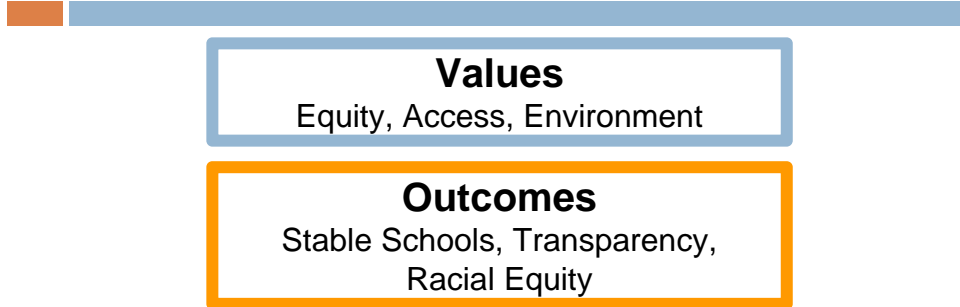 Values
Equity, Access, Environment
Outcomes
Stable Schools, Transparency,
Racial Equity